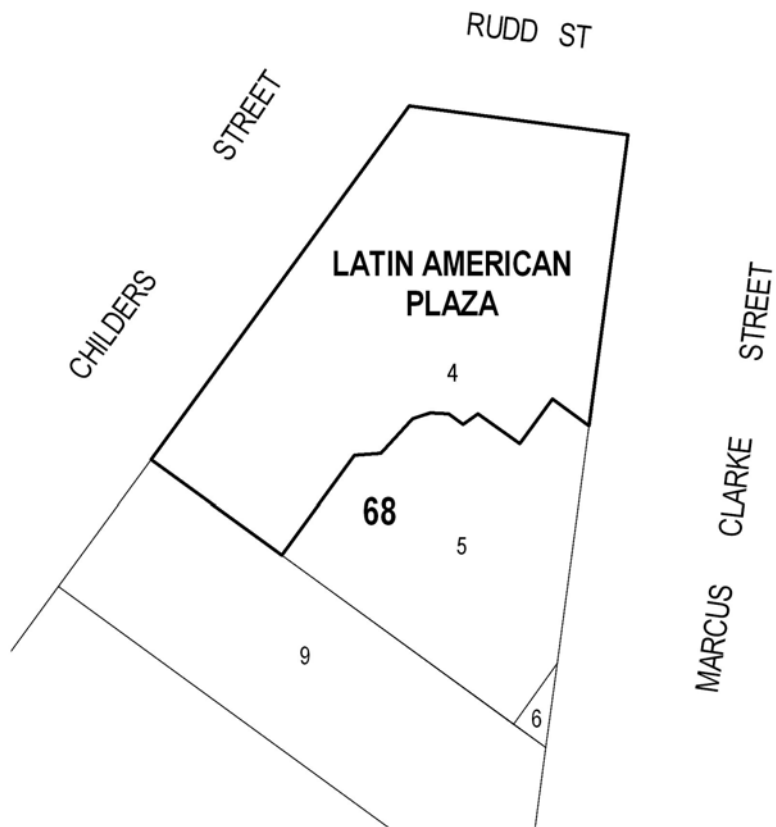 RUDD ST
CHILDERS STREET
LATIN AMERICAN
PLAZA
4
68
5
9
6
MARCUS CLARKE STREET